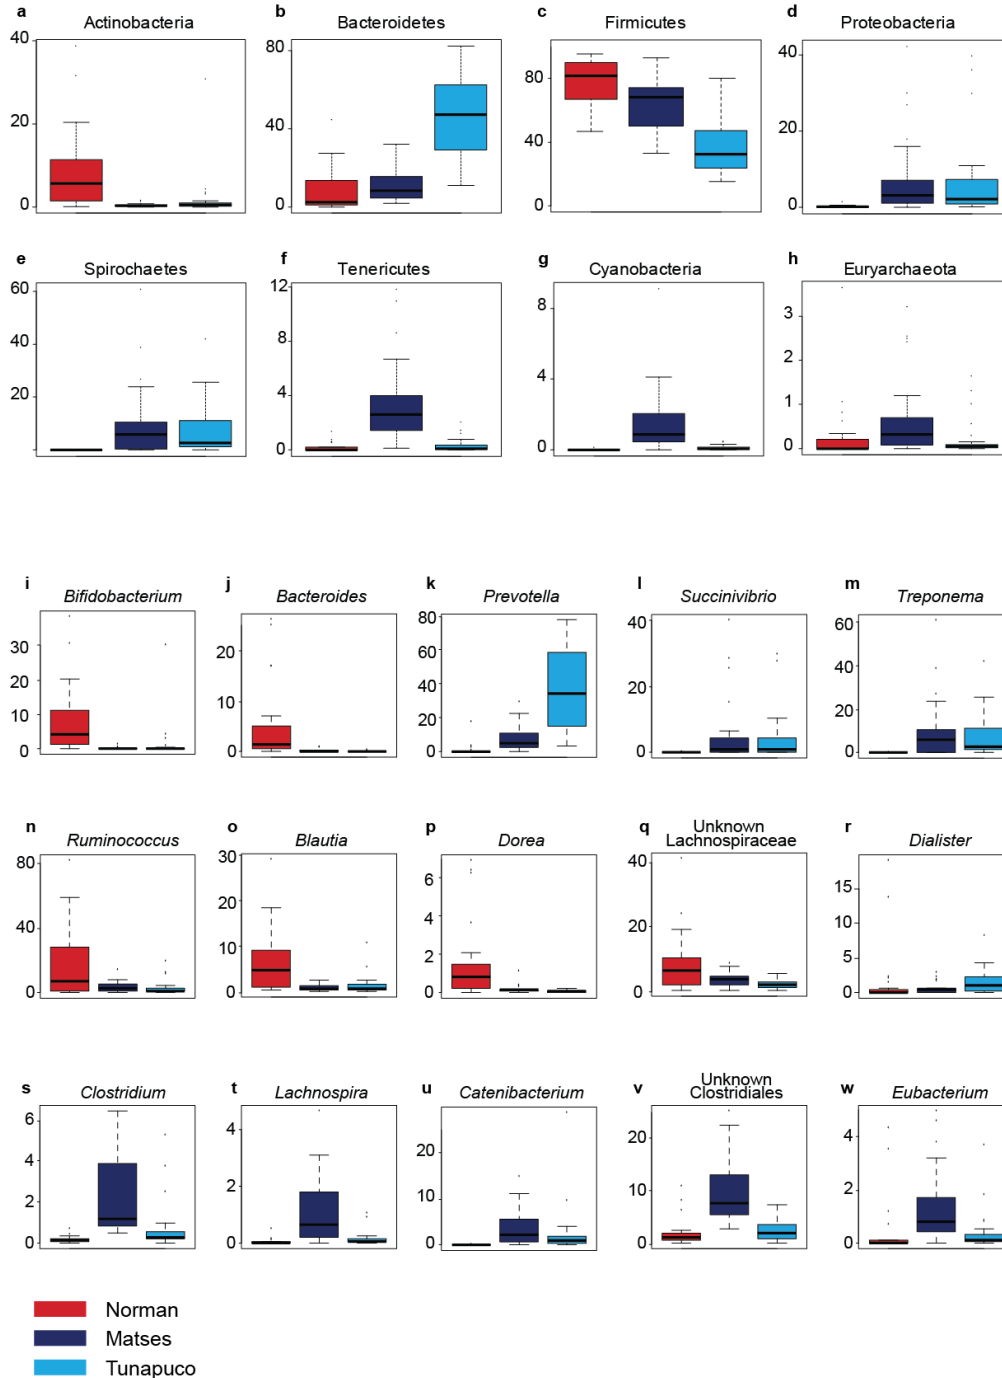 a Actinobacteria b Bacteroidetes c Firmicutes d Proteobacteria
40 20 0
80 40 0
80 40 0
40 20 0
e Spirochaetes f Tenericutes g Cyanobacteria h Euryarchaeota
60 40 20 0
12 8 4 0
8 4 0
3 2 1 0
i Bifidobacterium j Bacteroides k Prevotella l Succinivibrio m Treponema
30 20 10 0
20 10 0
80 60 40 20 0
40 20 0
60 40 20 0
n Ruminococcus o Blautia p Dorea q Unknown Lachnospiraceae r Dialister
80 40 0
30 20 10 0
6 4 2 0
40 20 0
15 10 5 0
s Clostridium t Lachnospira u Catenibacterium v Unknown Clostridiales w Eubacterium
6 4 2 0
4 2 0
20 10 0
20 10 0
4 2 0
Norman
Matses
Tunapuco